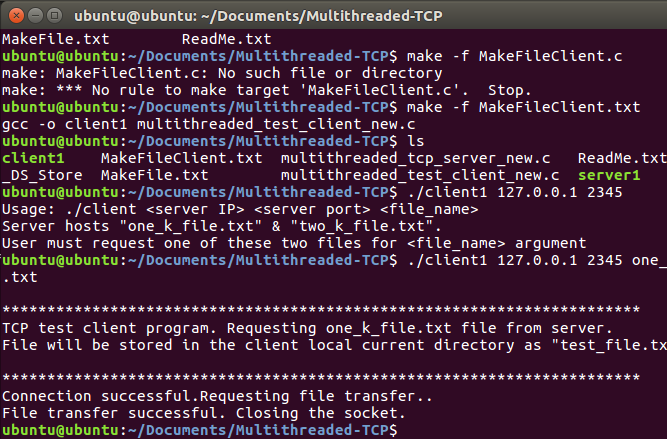 ubuntu@ubuntu: ~/Documents/Multithreaded-TCP
MakeFile.txt ReadMe.txt
ubuntu@ubuntu:~/Documents/Multithreaded-TCP$ make -f MakeFileClient.c
make: MakeFileClient.c: No such file or directory
make: *** No rule to make target 'MakeFileClient.c'. Stop.
ubuntu@ubuntu:~/Documents/Multithreaded-TCP$ make -f MakeFileClient.txt
gcc -o client1 multithreaded_test_client_new.c
ubuntu@ubuntu:~/Documents/Multithreaded-TCP$ ls
client1 MakeFileClient.txt multithreaded_tcp_server_new.c ReadMe.txt
_DS_Store MakeFile.txt multithreaded_test_client_new.c server1
ubuntu@ubuntu:~/Documents/Multithreaded-TCP$ ./client1 127.0.0.1 2345
Usage: ./client <server IP> <server port> <file_name>
Server hosts "one_k_file.txt" & "two_k_file.txt".
User must request one of these two files for <file_name> argument
ubuntu@ubuntu:~/Documents/Multithreaded-TCP$ ./client1 127.0.0.1 2345 one_
.txt
***********************************************************************
TCP test client program. Requesting one_k_file.txt file from server.
File will be stored in the client local current directory as "test_file.tx
***********************************************************************
Connection successful.Requesting file transfer..
File transfer successful. Closing the socket.
ubuntu@ubuntu:~/Documents/Multithreaded-TCP$